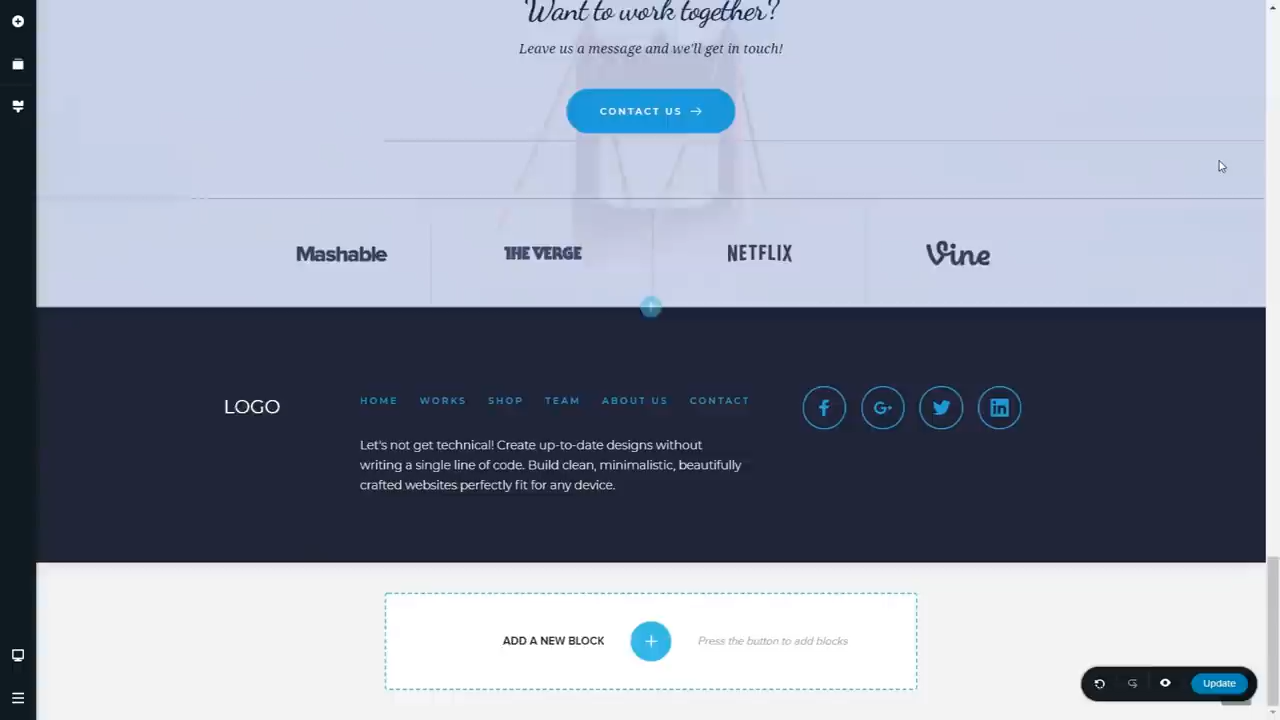 Want to work together?
Leave us a message and we'll get in touch!
CONTACT US
Mashable THE VERGE NETFLIX Vine
LOGO
HOME WORKS SHOP TEAM ABOUT US CONTACT
Let's not get technical! Create up-to-date designs without
writing a single line of code. Build clean, minimalistic, beautifully
crafted websites perfectly fit for any device.
f G+ in
ADD A NEW BLOCK + Press the button to add blocks
Update